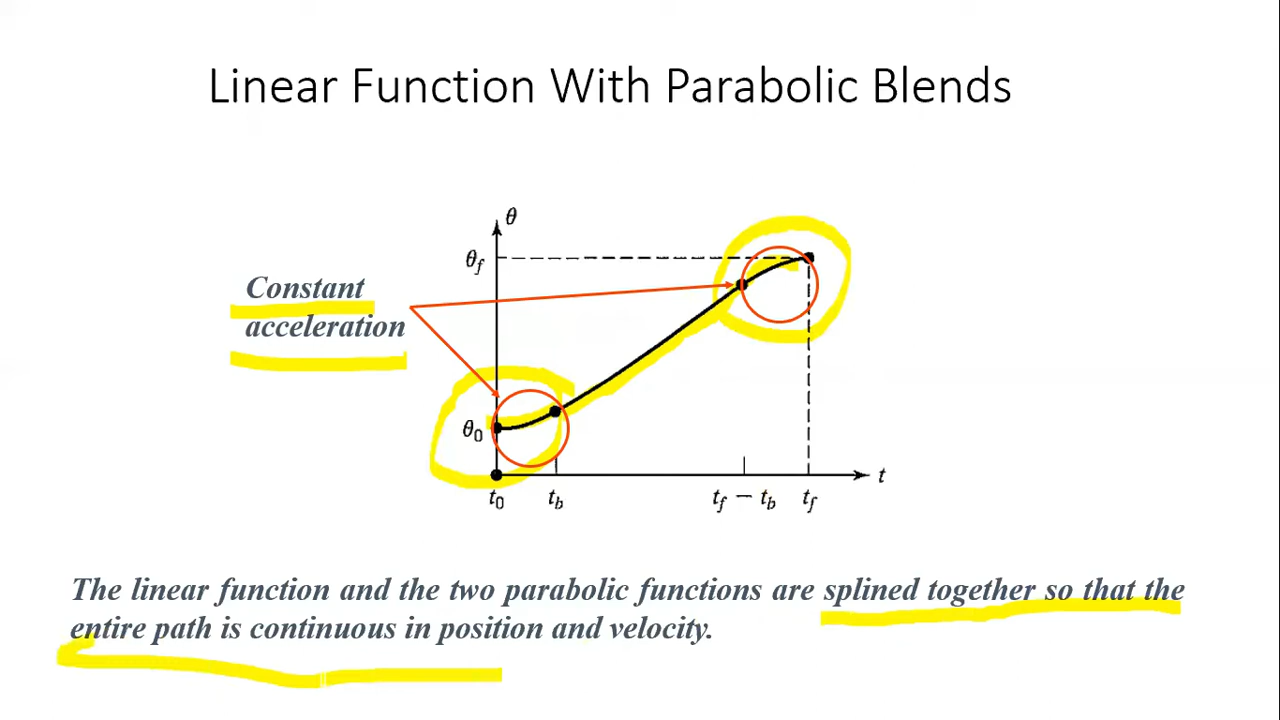 Linear Function With Parabolic Blends
θ
θf
Constant
acceleration
θ0
t
t0 tb tf − tb tf
The linear function and the two parabolic functions are splined together so that the
entire path is continuous in position and velocity.